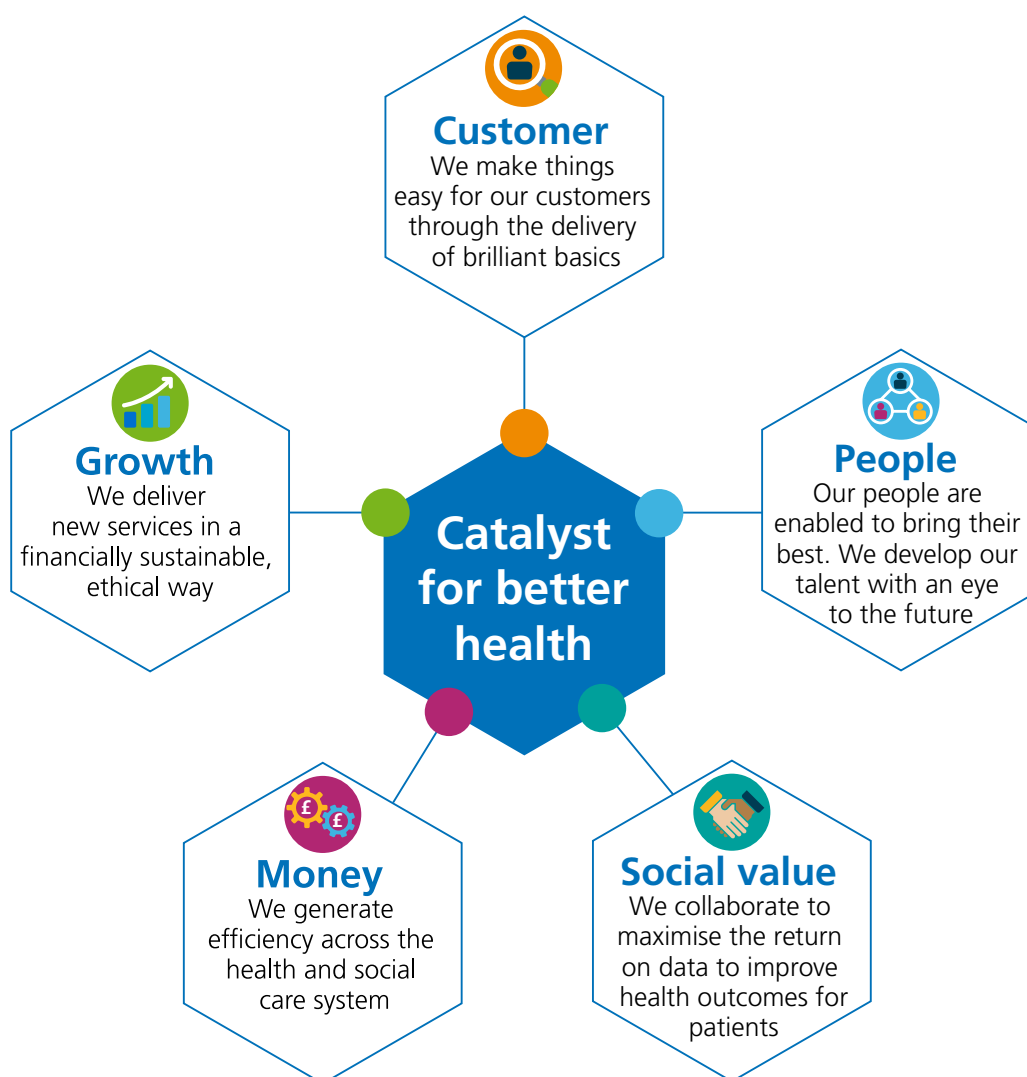 Customer
We make things
easy for our customers
through the delivery
of brilliant basics
Growth
We deliver
new services in a
financially sustainable,
ethical way
Catalyst
for better
health
People
Our people are
enabled to bring their
best. We develop our
talent with an eye
to the future
££
Money
We generate
efficiency across the
health and social
care system
Social value
We collaborate to
maximise the return
on data to improve
health outcomes for
patients